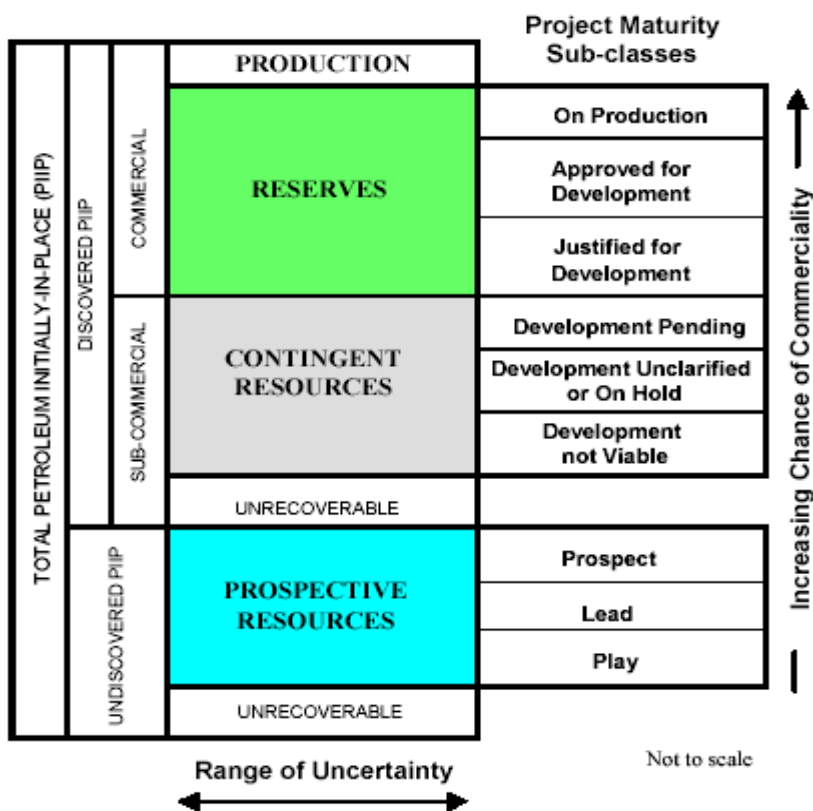 Project Maturity
Sub-classes
PRODUCTION
On Production
RESERVES
Approved for
Development
Justified for
Development
CONTINGENT
RESOURCES
Development Pending
Development Unclarified
or On Hold
Development
not Viable
UNRECOVERABLE
PROSPECTIVE
RESOURCES
Prospect
Lead
Play
UNRECOVERABLE
TOTAL PETROLEUM INITIALLY-IN-PLACE (PIIP)
DISCOVERED PIIP
UNDISCOVERED PIIP
COMMERCIAL
SUB-COMMERCIAL
Increasing Chance of Commerciality
Range of Uncertainty
Not to scale